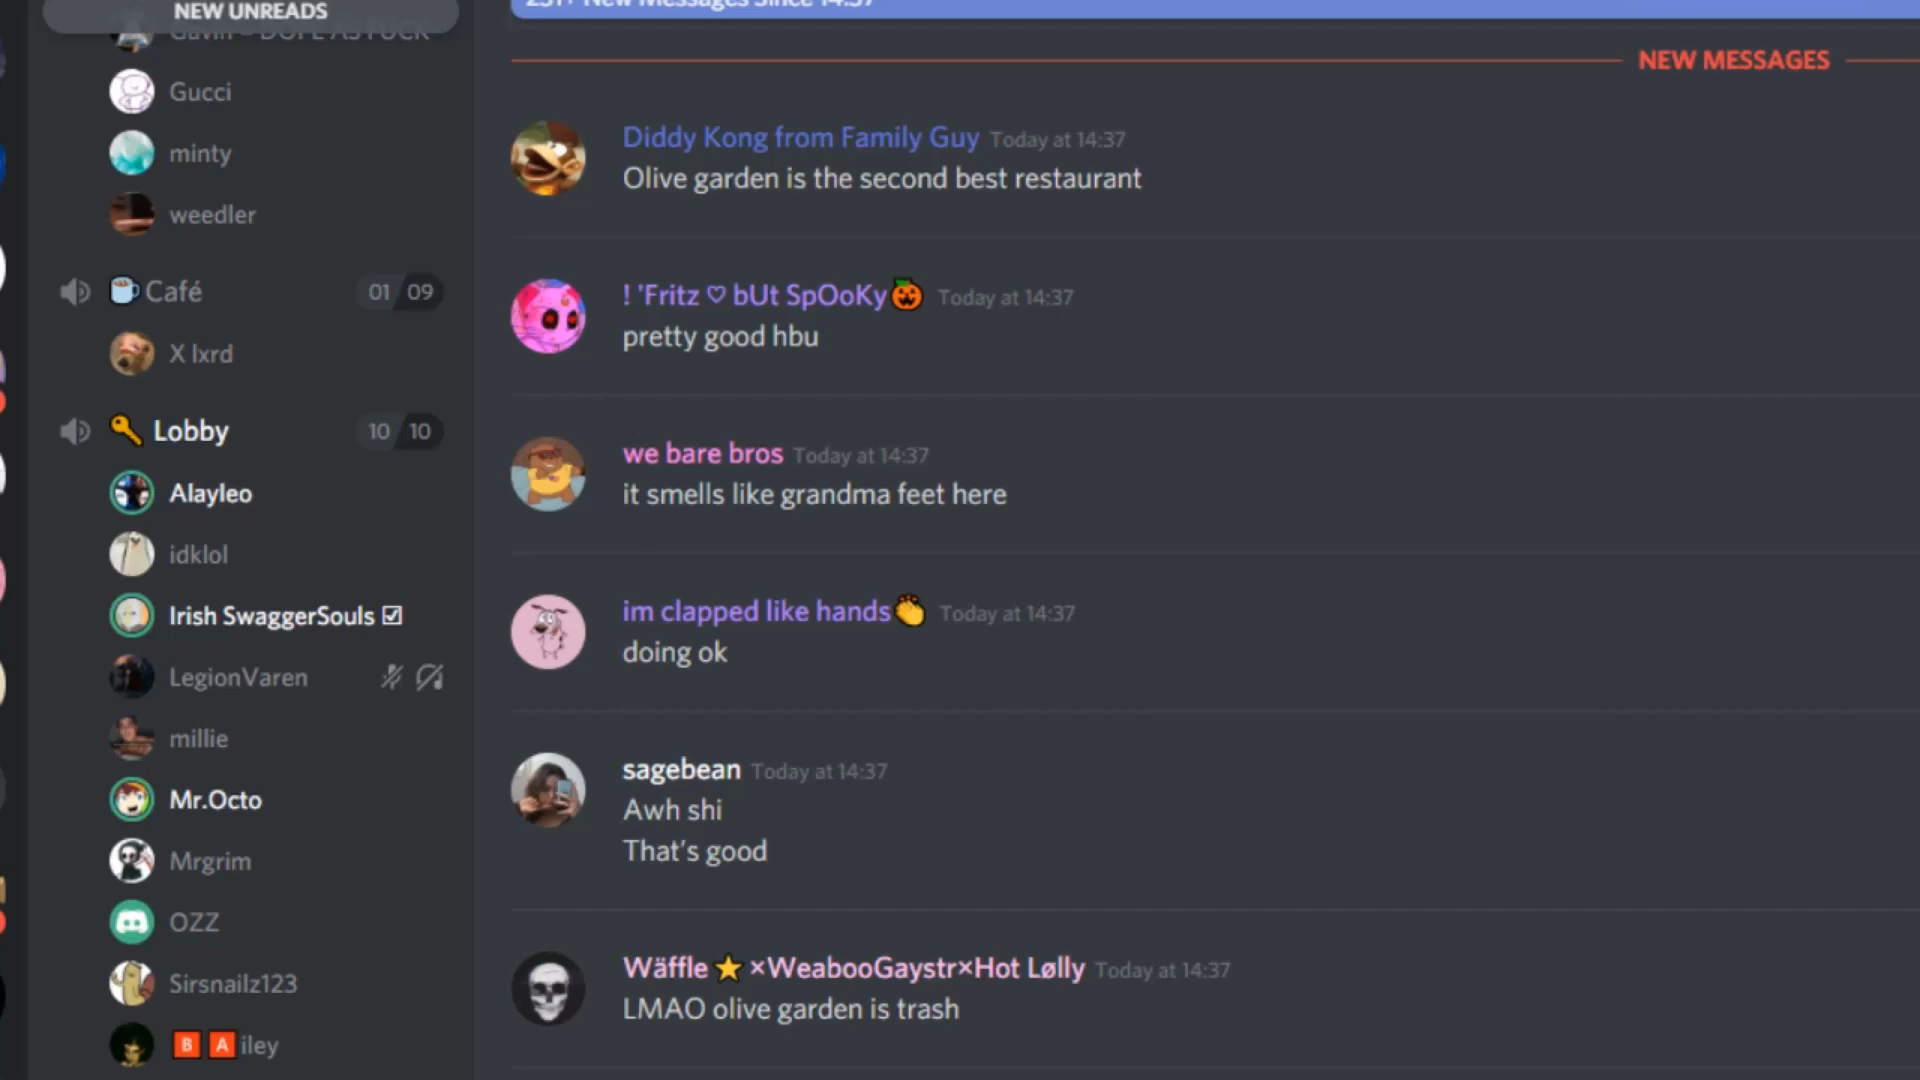 NEW UNREADS
Gucci
minty
weedler
Café 01 09
X lxrd
Lobby 10 10
Alayleo
idklol
Irish SwaggerSouls ☑
LegionVaren
millie
Mr.Octo
Mrgrim
OZZ
Sirsnailz123
B A iley
New Messages Since 14:37
NEW MESSAGES
Diddy Kong from Family Guy Today at 14:37
Olive garden is the second best restaurant
! 'Fritz ♡ bUt SpOoKy🎃 Today at 14:37
pretty good hbu
we bare bros Today at 14:37
it smells like grandma feet here
im clapped like hands👏 Today at 14:37
doing ok
sagebean Today at 14:37
Awh shi
That's good
Wäffle⭐×WeabooGaystr×Hot Lølly Today at 14:37
LMAO olive garden is trash